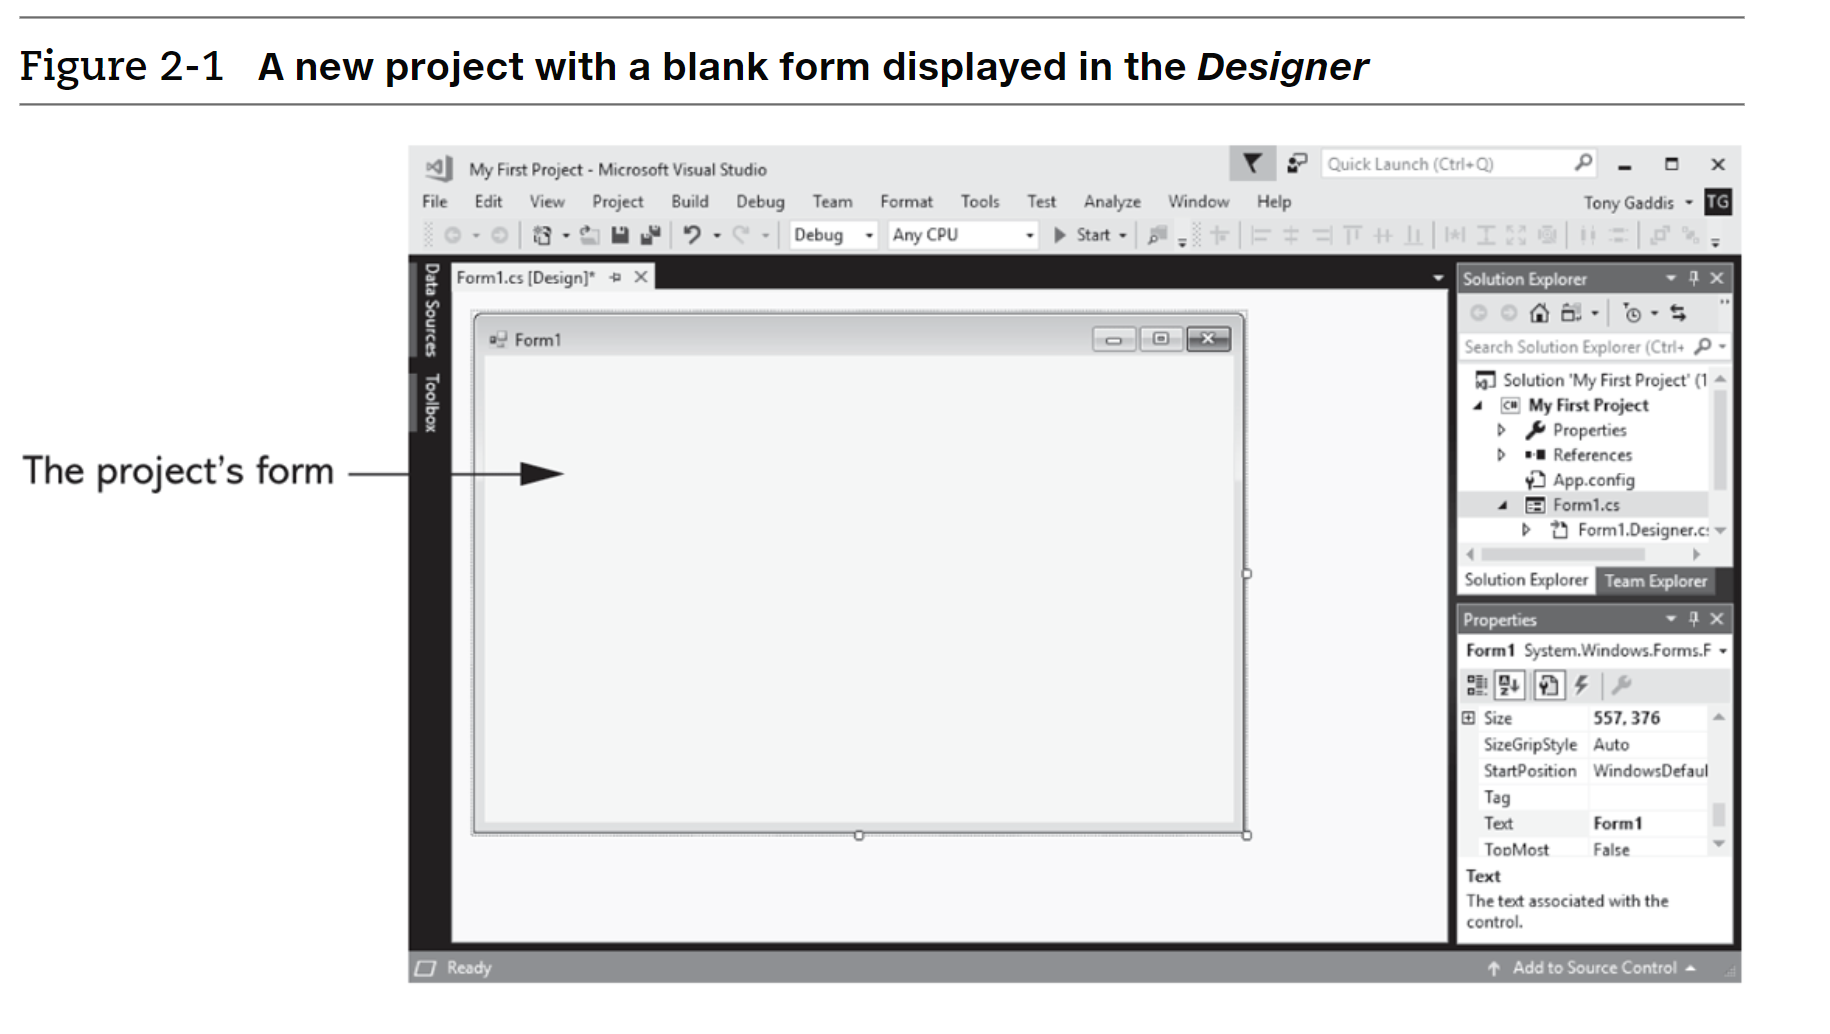 Figure 2-1 A new project with a blank form displayed in the Designer
My First Project - Microsoft Visual Studio
Quick Launch (Ctrl+Q)
File Edit View Project Build Debug Team Format Tools Test Analyze Window Help
Tony Gaddis TG
Debug Any CPU Start
Data Sources
Toolbox
Form1.cs [Design]*
Form1
The project's form
Solution Explorer
Search Solution Explorer (Ctrl+
Solution 'My First Project' (1
C# My First Project
Properties
References
App.config
Form1.cs
Form1.Designer.c
Solution Explorer Team Explorer
Properties
Form1 System.Windows.Forms.F
Size 557, 376
SizeGripStyle Auto
StartPosition WindowsDefaul
Tag
Text Form1
TopMost False
Text
The text associated with the
control.
Ready
Add to Source Control